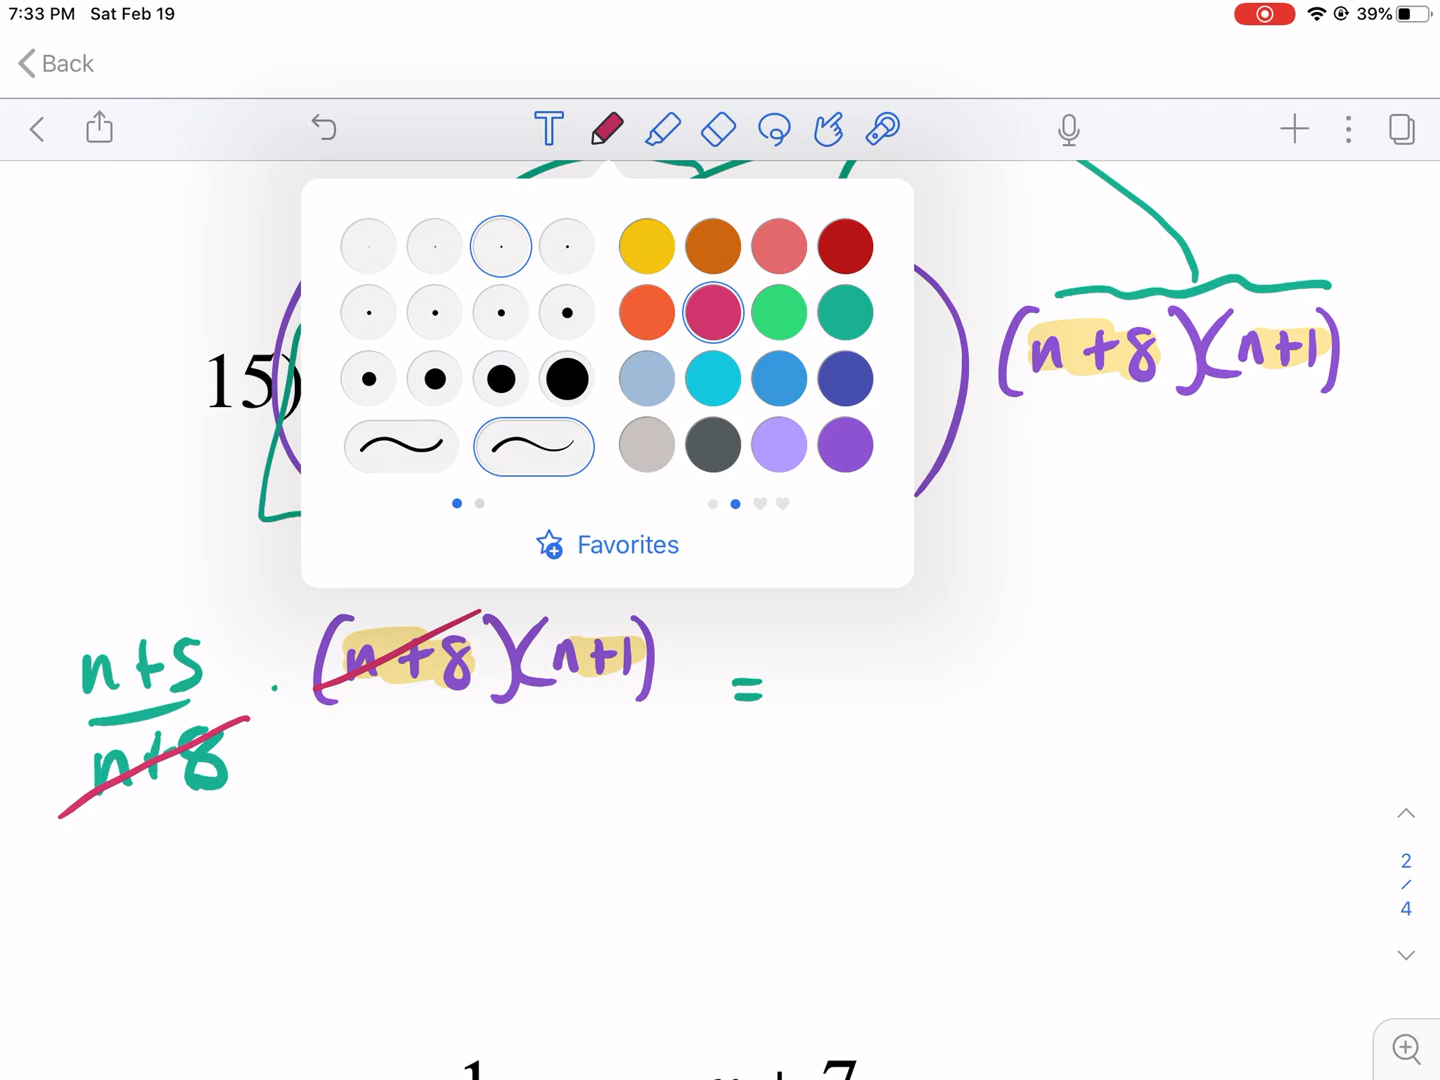 7:33 PM Sat Feb 19 39%
Back
T
15)
(n+8)(n+1)
Favorites
n+5
n+8
· (n+8)(n+1) =
2
/
4